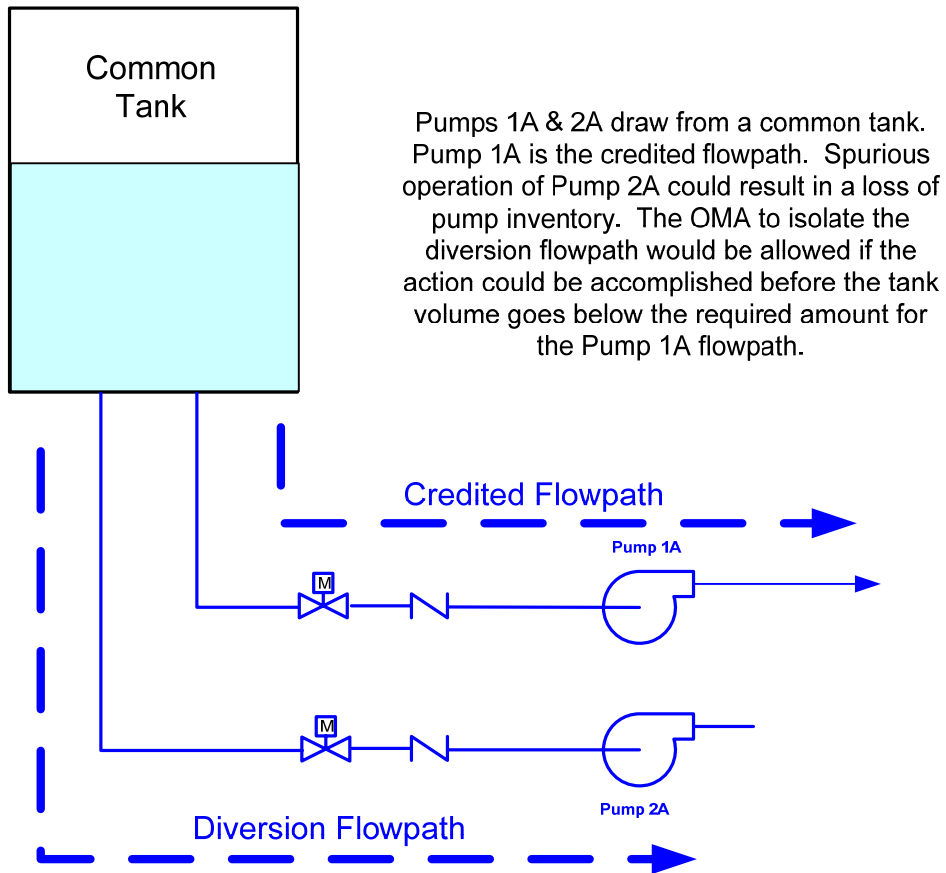 Common
Tank
Pumps 1A & 2A draw from a common tank.
Pump 1A is the credited flowpath.  Spurious
operation of Pump 2A could result in a loss of
pump inventory.  The OMA to isolate the
diversion flowpath would be allowed if the
action could be accomplished before the tank
volume goes below the required amount for
the Pump 1A flowpath.
Credited Flowpath
Pump 1A
M
M
Pump 2A
Diversion Flowpath